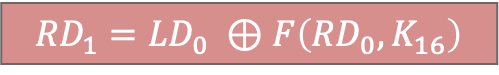 RD₁ = LD₀ ⊕ F(RD₀, K₁₆)